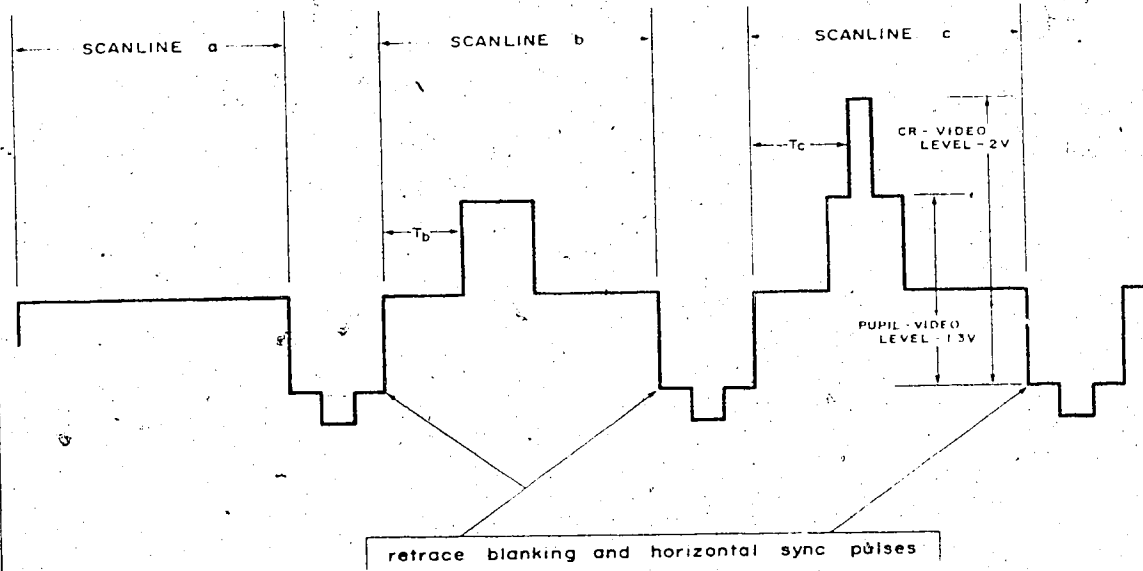 SCANLINE a
SCANLINE b
SCANLINE c
CR - VIDEO
LEVEL - 2V
Tc
Tb
PUPIL - VIDEO
LEVEL - 1.3V
retrace blanking and horizontal sync pulses